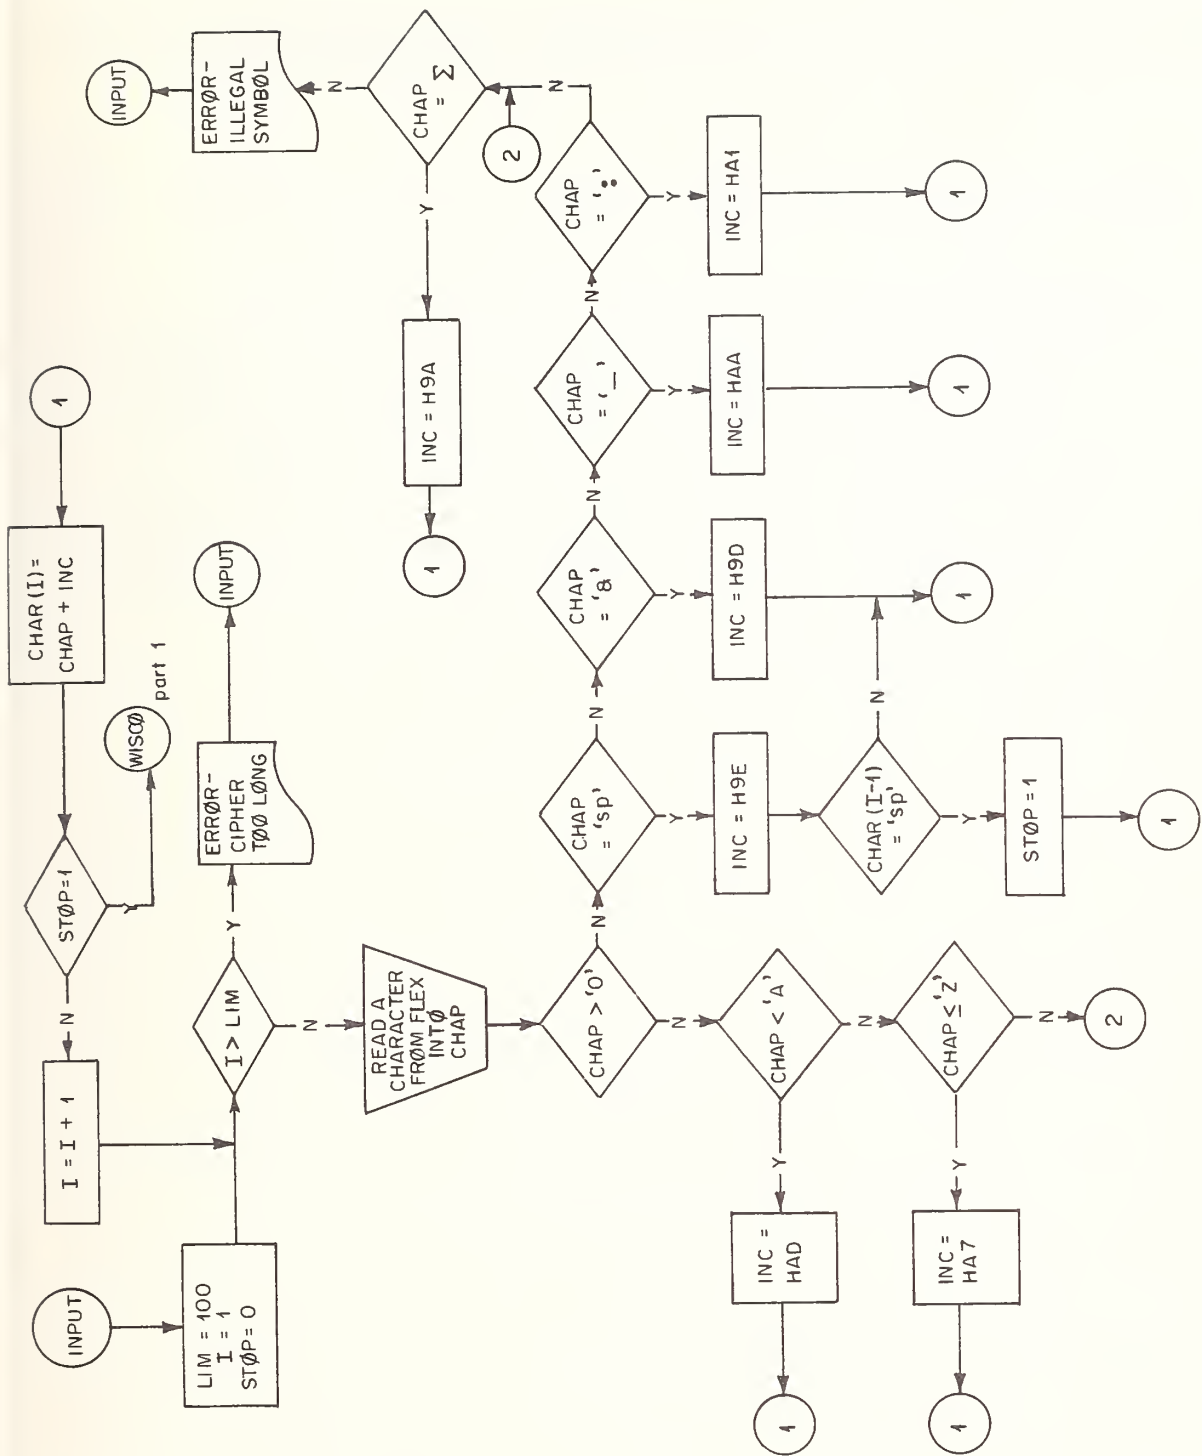 INPUT
LIM = 100
I = 1
STØP= 0
I = I + 1
I > LIM
Y
N
ERRØR-
CIPHER
TØØ LØNG
INPUT
STØP=1
N
Y
WISCØ
part 1
CHAR (I)=
CHAP + INC
1
READ A
CHARACTER
FRØM FLEX
INTØ
CHAP
CHAP > 'O'
N
N
CHAP < 'A'
Y
N
INC =
HAD
1
CHAP ≤ 'Z'
Y
N
INC =
HA7
1
2
CHAP
= 'sp'
N
Y
INC = H9E
CHAR (I-1)
= 'sp'
N
Y
STØP = 1
1
CHAP
= '&'
N
Y
INC = H9D
1
CHAP
= '_'
N
Y
INC = HAA
1
CHAP
= ':'
N
Y
INC = HA1
1
2
CHAP
= Σ
Y
N
INC = H9A
1
ERRØR-
ILLEGAL
SYMBØL
INPUT